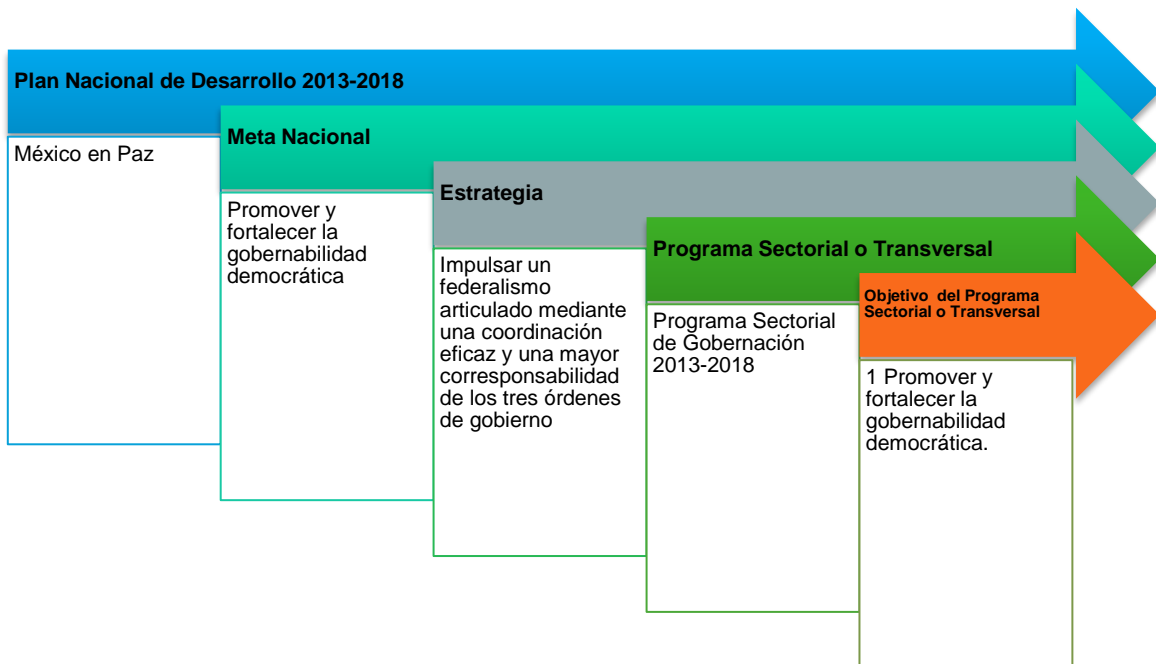 Plan Nacional de Desarrollo 2013-2018
México en Paz
Meta Nacional
Promover y
fortalecer la
gobernabilidad
democrática
Estrategia
Impulsar un
federalismo
articulado mediante
una coordinación
eficaz y una mayor
corresponsabilidad
de los tres órdenes
de gobierno
Programa Sectorial o Transversal
Programa Sectorial
de Gobernación
2013-2018
Objetivo del Programa
Sectorial o Transversal
1 Promover y
fortalecer la
gobernabilidad
democrática.